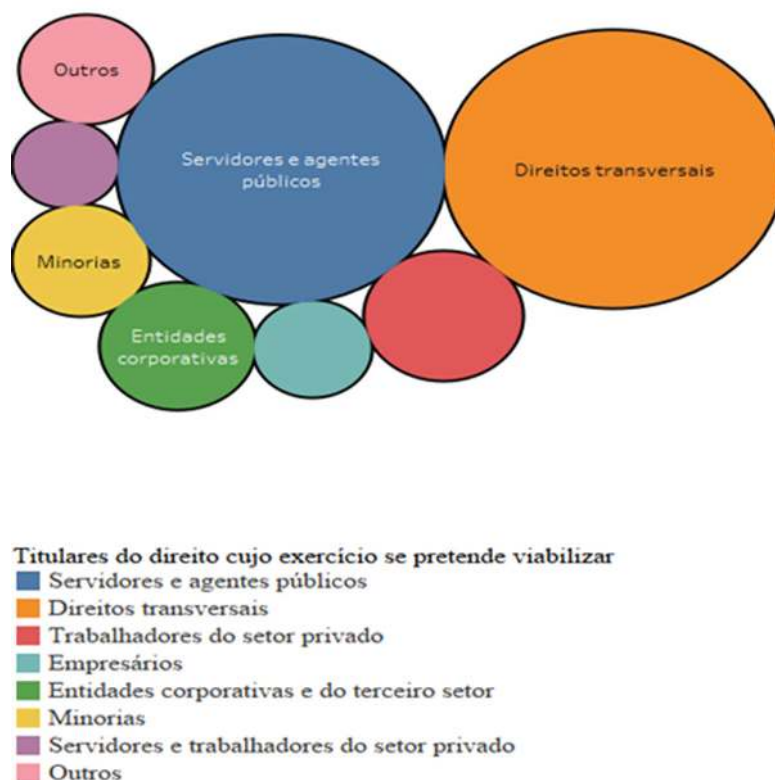 Outros
Servidores e agentes
públicos
Direitos transversais
Minorias
Entidades
corporativas
Titulares do direito cujo exercício se pretende viabilizar
Servidores e agentes públicos
Direitos transversais
Trabalhadores do setor privado
Empresários
Entidades corporativas e do terceiro setor
Minorias
Servidores e trabalhadores do setor privado
Outros